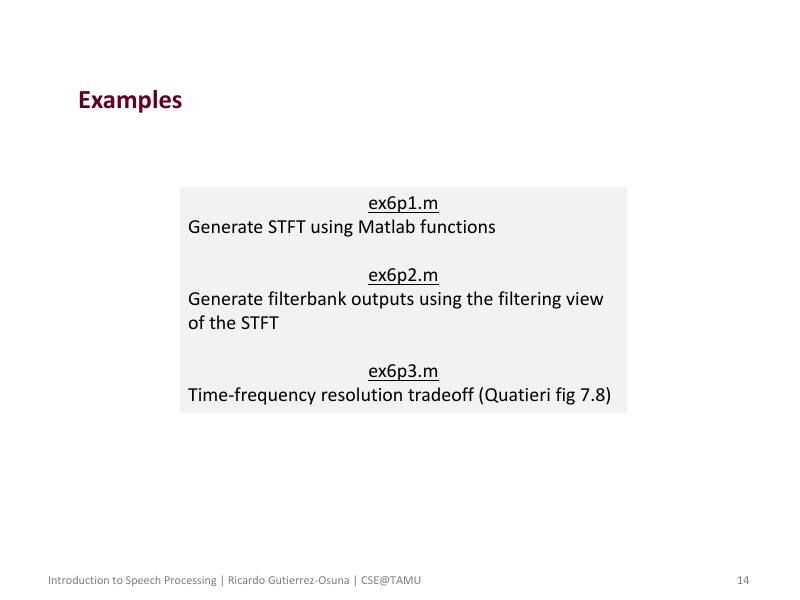 Examples
ex6p1.m
Generate STFT using Matlab functions
ex6p2.m
Generate filterbank outputs using the filtering view
of the STFT
ex6p3.m
Time-frequency resolution tradeoff (Quatieri fig 7.8)
Introduction to Speech Processing | Ricardo Gutierrez-Osuna | CSE@TAMU
14